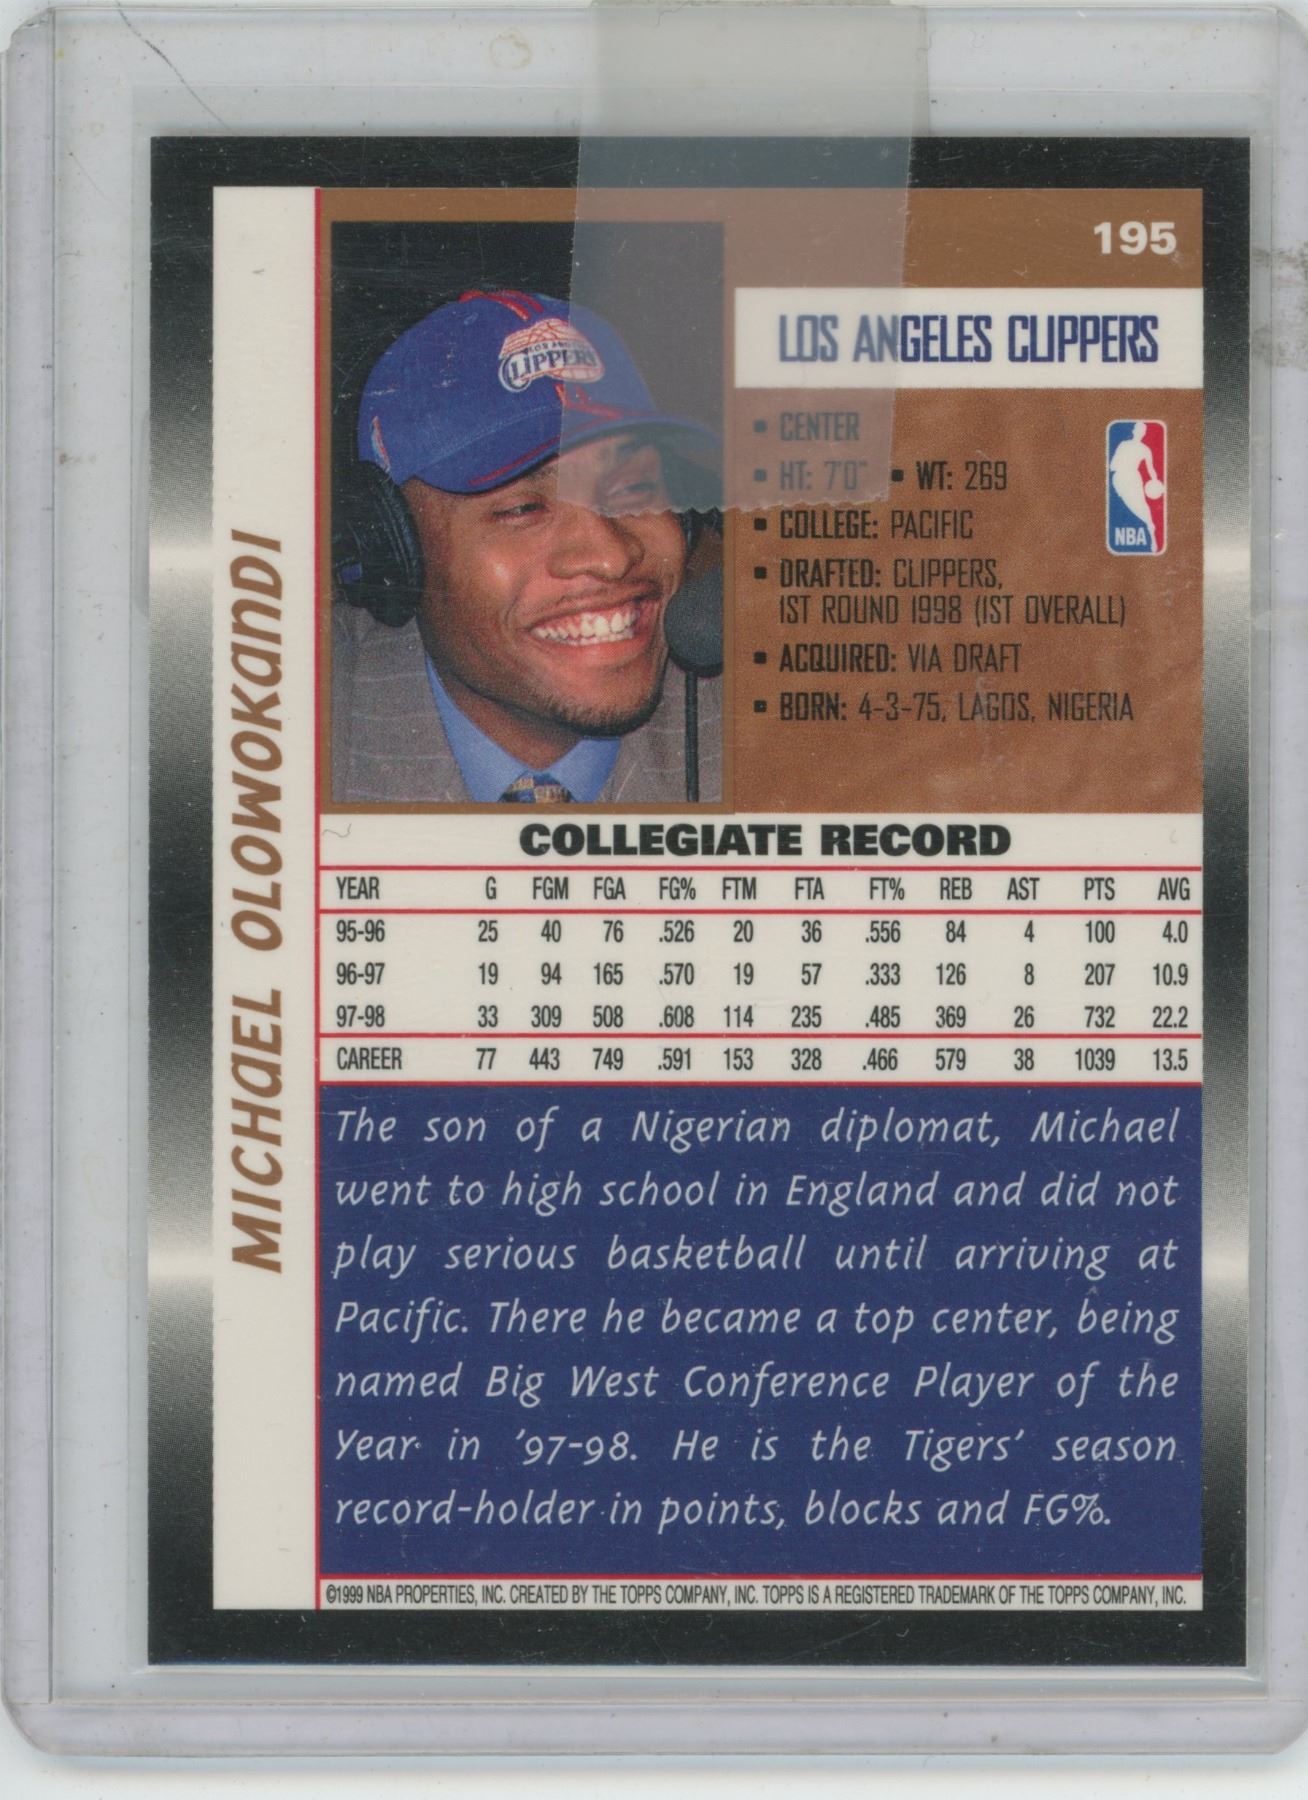 195
LOS ANGELES CLIPPERS
LOS ANGELES
CLIPPERS
• CENTER
• HT: 7'0" • WT: 269
• COLLEGE: PACIFIC
• DRAFTED: CLIPPERS,
1ST ROUND 1998 (1ST OVERALL)
• ACQUIRED: VIA DRAFT
• BORN: 4-3-75, LAGOS, NIGERIA
NBA
MICHAEL OLOWOKANDI
COLLEGIATE RECORD
YEAR G FGM FGA FG% FTM FTA FT% REB AST PTS AVG
95-96 25 40 76 .526 20 36 .556 84 4 100 4.0
96-97 19 94 165 .570 19 57 .333 126 8 207 10.9
97-98 33 309 508 .608 114 235 .485 369 26 732 22.2
CAREER 77 443 749 .591 153 328 .466 579 38 1039 13.5
The son of a Nigerian diplomat, Michael
went to high school in England and did not
play serious basketball until arriving at
Pacific. There he became a top center, being
named Big West Conference Player of the
Year in '97-98. He is the Tigers' season
record-holder in points, blocks and FG%.
©1999 NBA PROPERTIES, INC. CREATED BY THE TOPPS COMPANY, INC. TOPPS IS A REGISTERED TRADEMARK OF THE TOPPS COMPANY, INC.